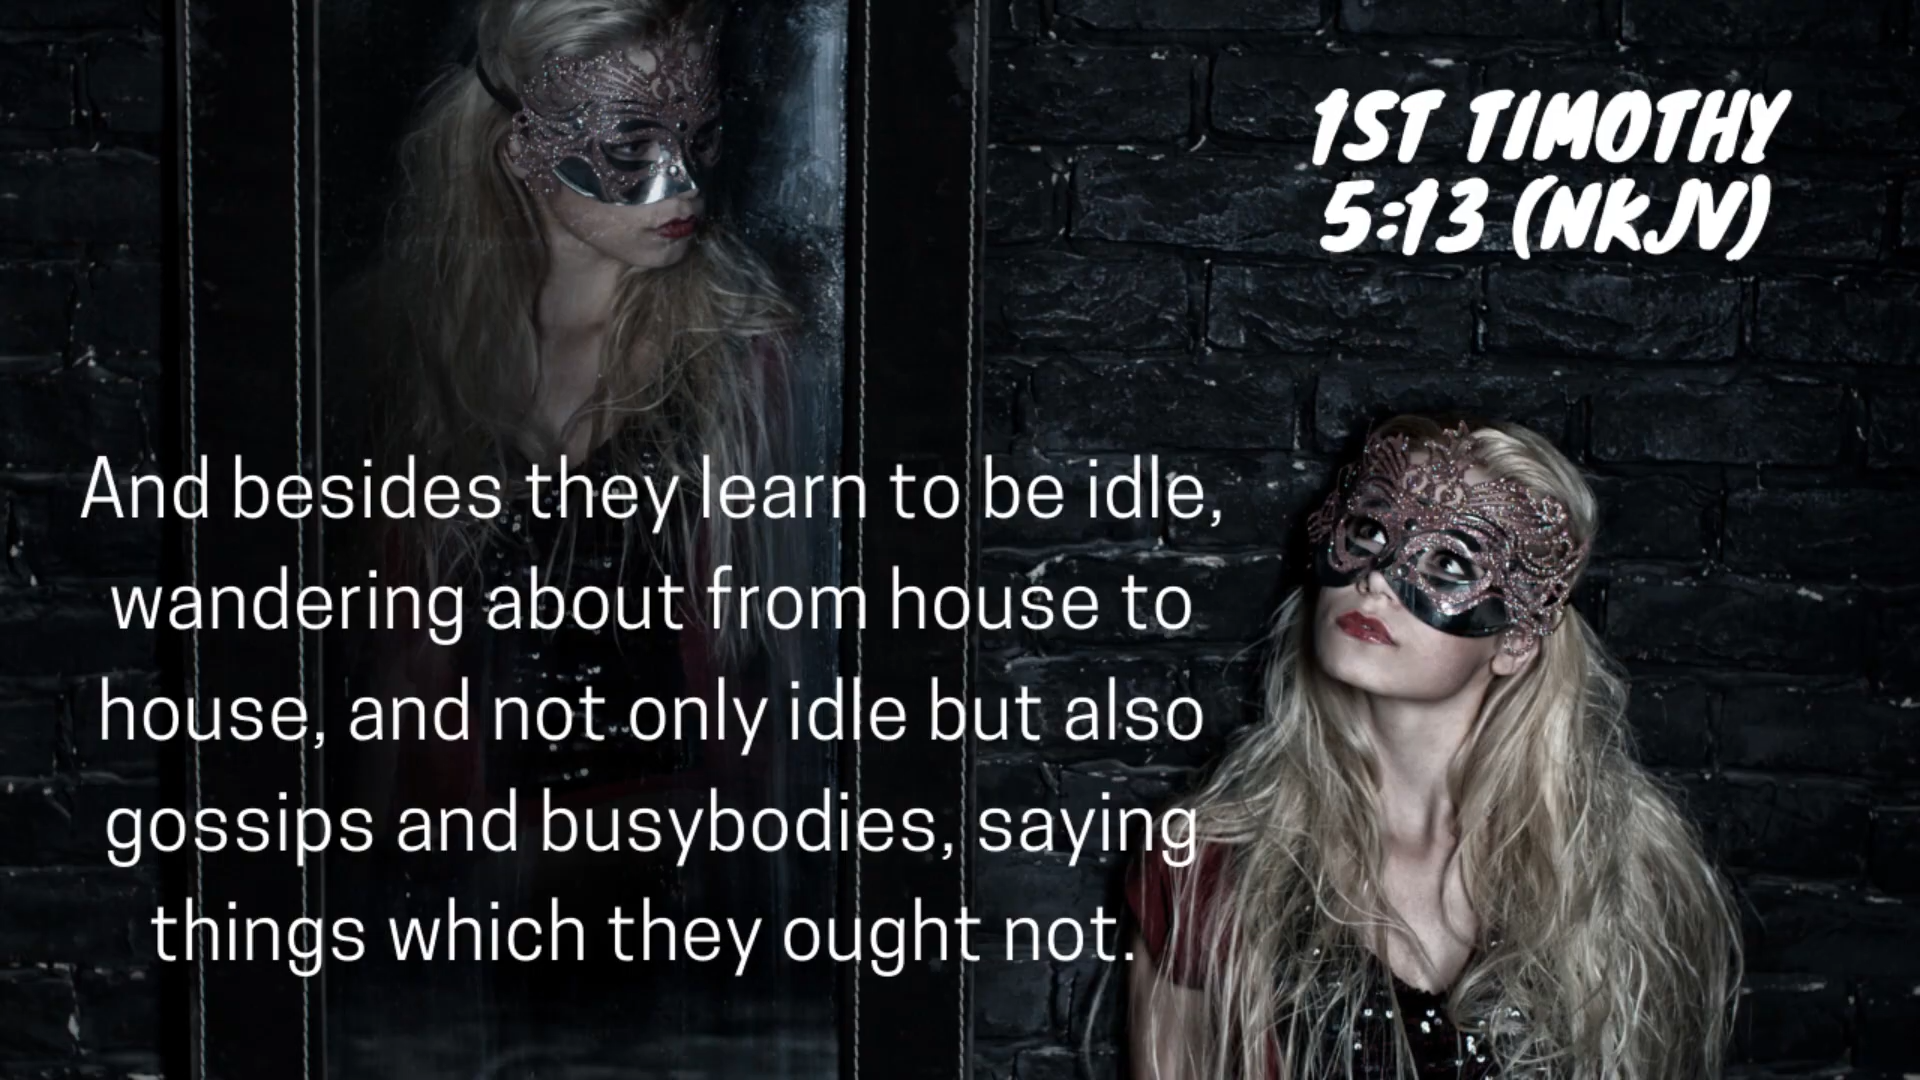 1ST TIMOTHY
5:13 (NKJV)
And besides they learn to be idle,
wandering about from house to
house, and not only idle but also
gossips and busybodies, saying
things which they ought not.